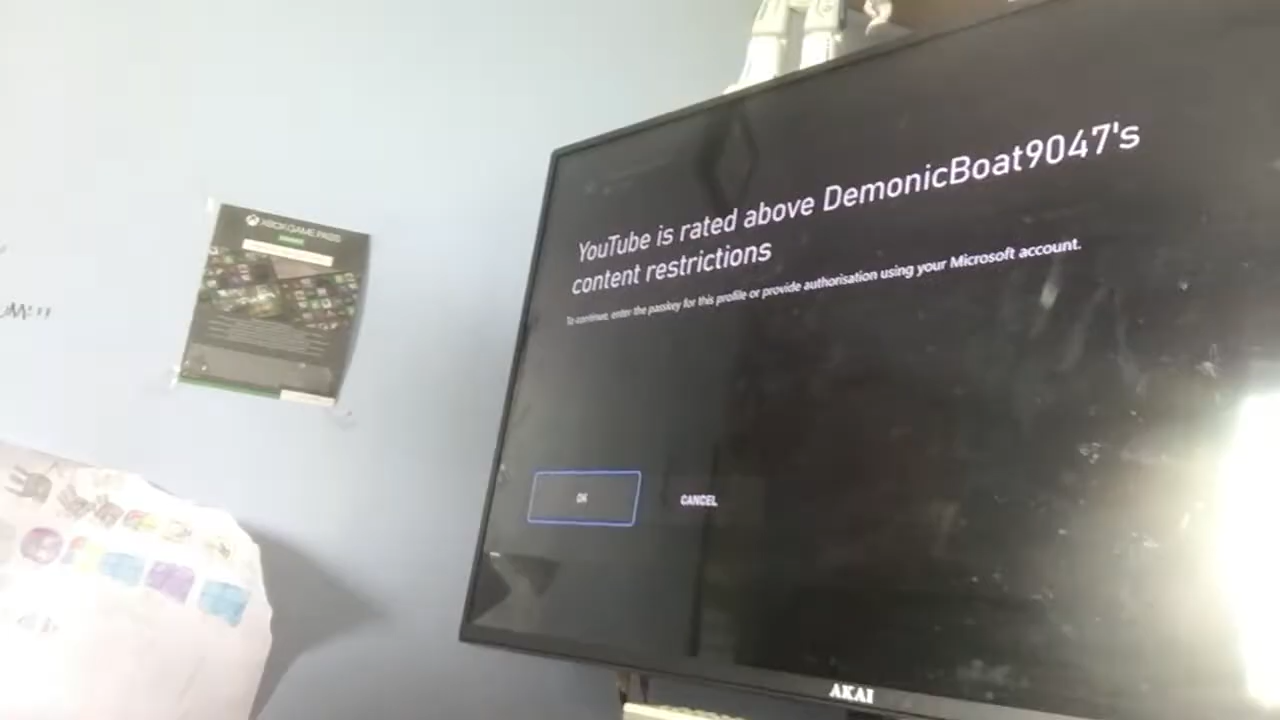 XBOX GAME PASS
YouTube is rated above DemonicBoat9047's
content restrictions
To continue, enter the passkey for this profile or provide authorisation using your Microsoft account.
OK
CANCEL
AKAI